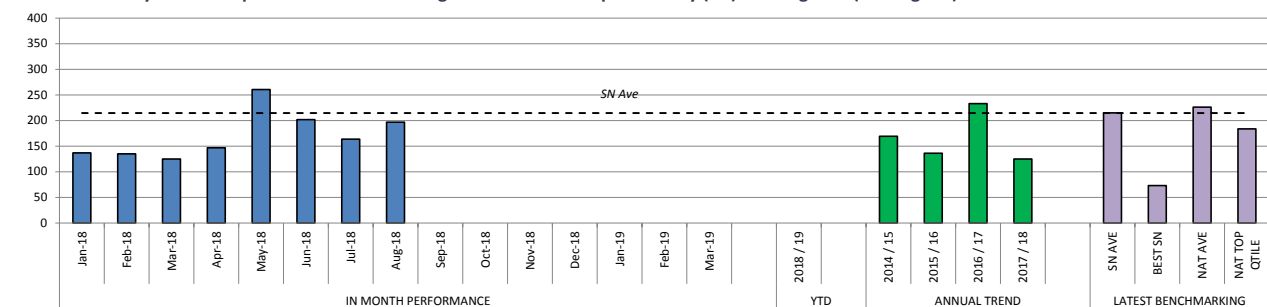 400
350
300
250
200
150
100
50
0
SN Ave
Jan-18
Feb-18
Mar-18
Apr-18
May-18
Jun-18
Jul-18
Aug-18
Sep-18
Oct-18
Nov-18
Dec-18
Jan-19
Feb-19
Mar-19
2018 / 19
2014 / 15
2015 / 16
2016 / 17
2017 / 18
SN AVE
BEST SN
NAT AVE
NAT TOP
QTILE
IN MONTH PERFORMANCE
YTD
ANNUAL TREND
LATEST BENCHMARKING